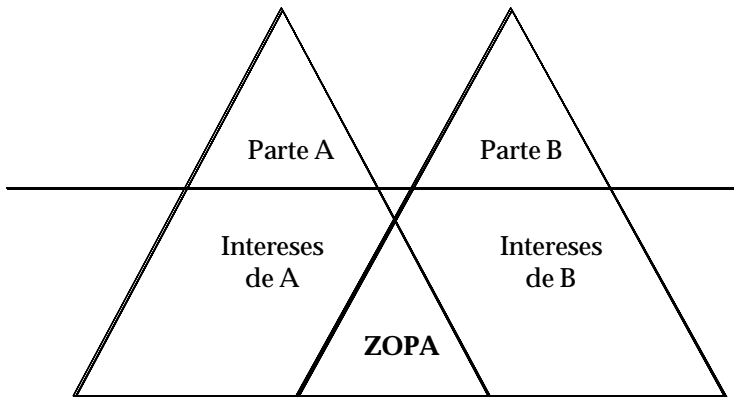 Parte A
Parte B
Intereses
de A
Intereses
de B
ZOPA